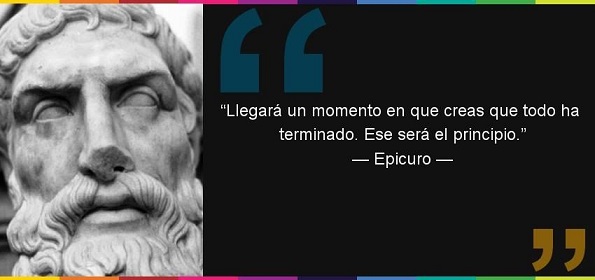 “Llegará un momento en que creas que todo ha
terminado. Ese será el principio.”
— Epicuro —